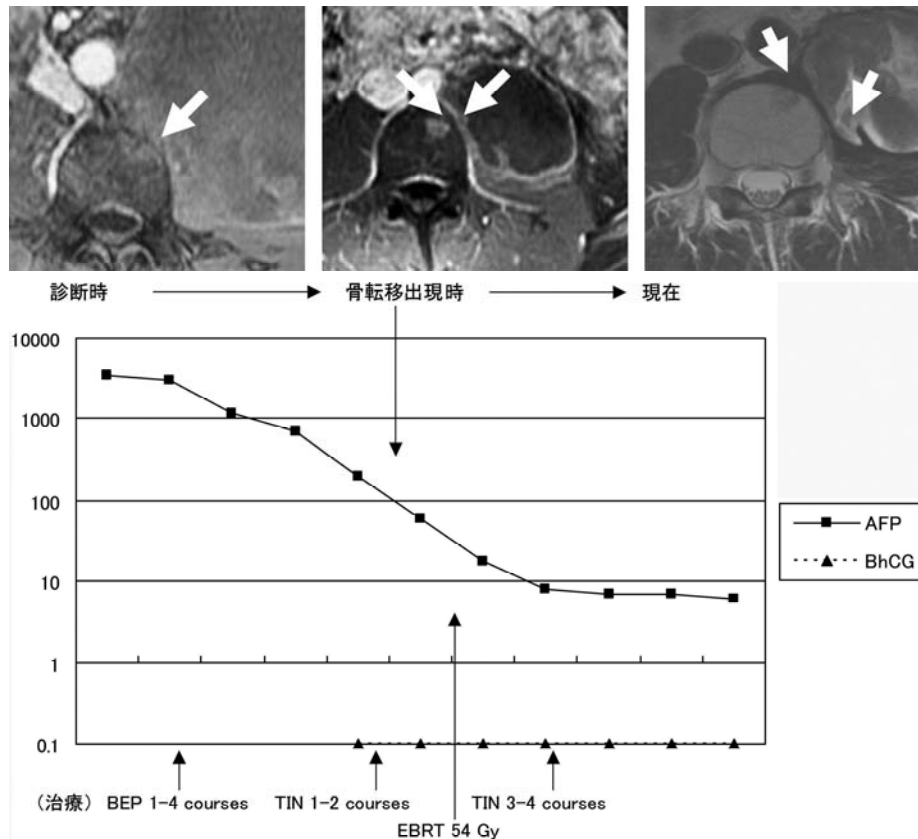 診断時
骨転移出現時
現在
10000
1000
100
10
1
0.1
AFP
BhCG
（治療） BEP 1-4 courses
TIN 1-2 courses
TIN 3-4 courses
EBRT 54 Gy